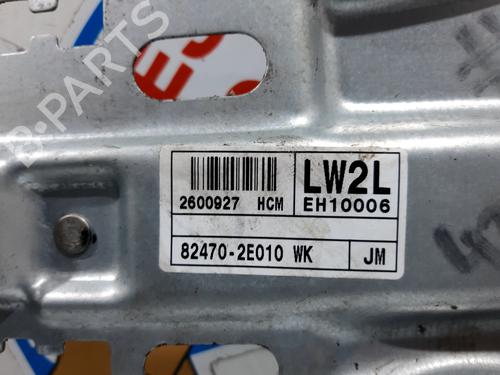 B-PARTS
2600927 HCM
LW2L
EH10006
82470-2E010 WK
JM